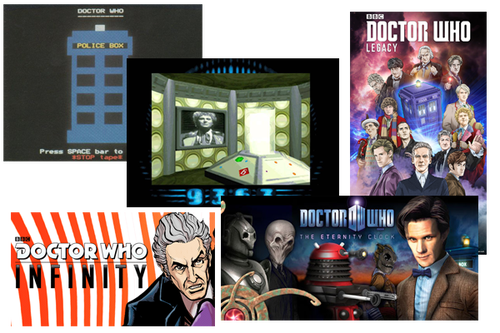 DOCTOR WHO
POLICE BOX
Press SPACE bar to
*STOP tape*
BBC
DOCTOR WHO
LEGACY
9367
BBC
DOCTOR WHO
INFINITY
DOCTOR WHO
THE ETERNITY CLOCK